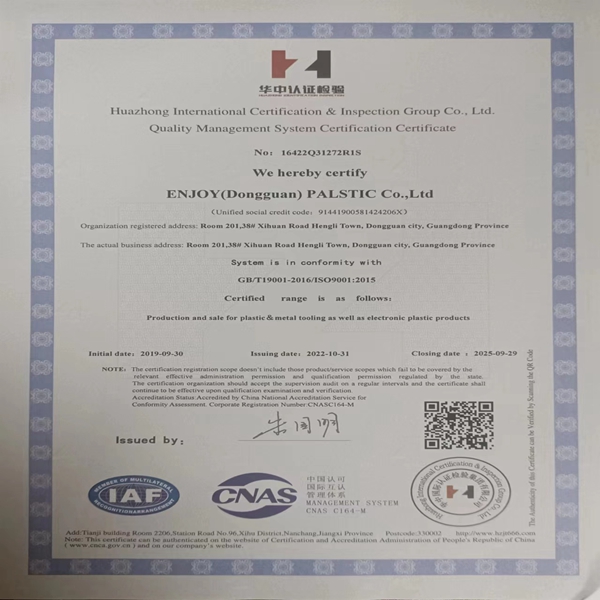 华中认证检验
Huazhong International Certification & Inspection Group Co., Ltd.
Quality Management System Certification Certificate
No: 16422Q31272R1S
We hereby certify
ENJOY(Dongguan) PALSTIC Co.,Ltd
(Unified social credit code: 91441900581424206X)
Organization registered address: Room 201,38# Xihuan Road Hengli Town, Dongguan city, Guangdong Province
The actual business address: Room 201,38# Xihuan Road Hengli Town, Dongguan city, Guangdong Province
System is in conformity with
GB/T19001-2016/ISO9001:2015
Certified range is as follows:
Production and sale for plastic&metal tooling as well as electronic plastic products
Initial date: 2019-09-30 Issuing date: 2022-10-31 Closing date : 2025-09-29
NOTE: The certification registration scope doesn't include those product/service scopes which fail to be covered by the
relevant effective administration permission and qualification permission regulated by the state.
The certification organization should accept the supervision audit on a regular intervals and the certificate shall
continue to be effective upon qualification examination and verification.
Accreditation Status:Accredited by China National Accreditation Service for
Conformity Assessment. Corporate Registration Number:CNASC164-M
Issued by:
The Authenticity of this Certificate can be Verified by Scanning the QR Code
MEMBER OF MULTILATERAL
IAF
RECOGNITIONARRANGEMENT
CNAS
中国认可
国际互认
管理体系
MANAGEMENT SYSTEM
CNAS C164-M
Huazhong International Certification & Inspection Group Co., Ltd.
Add:Tianji building Room 2206,Station Road No.96,Xihu District,Nanchang,Jiangxi Province Postcode:330002 http://www.hzjt666.com
Note: This certificate can be authenticated on the website of Certification and Accreditation Administration of People's Republic of China
( www.cnca.gov.cn ) and on our company's website.